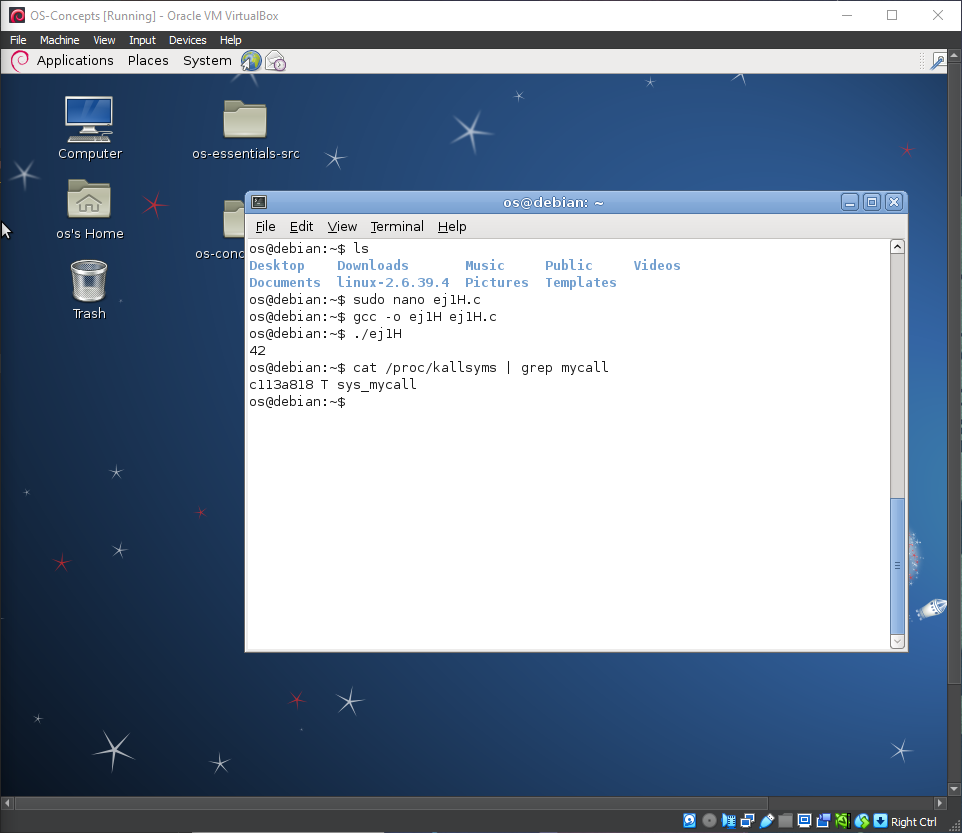 OS-Concepts [Running] - Oracle VM VirtualBox
File Machine View Input Devices Help
Applications Places System
Computer
os-essentials-src
os's Home
os-conc
Trash
os@debian: ~
File Edit View Terminal Help
os@debian:~$ ls
Desktop Downloads Music Public Videos
Documents linux-2.6.39.4 Pictures Templates
os@debian:~$ sudo nano ej1H.c
os@debian:~$ gcc -o ej1H ej1H.c
os@debian:~$ ./ej1H
42
os@debian:~$ cat /proc/kallsyms | grep mycall
c113a818 T sys_mycall
os@debian:~$
Right Ctrl